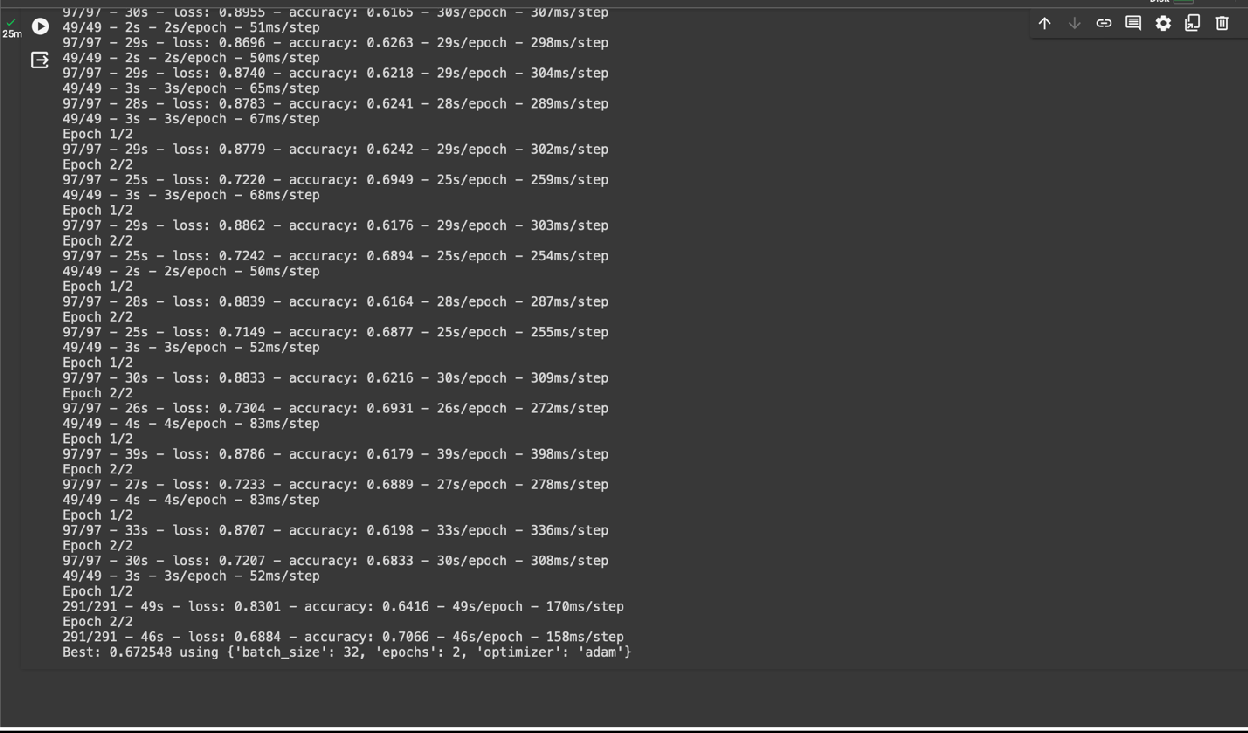 Disk
25m
97/97 - 30s - loss: 0.8955 - accuracy: 0.6165 - 30s/epoch - 307ms/step
49/49 - 2s - 2s/epoch - 51ms/step
97/97 - 29s - loss: 0.8696 - accuracy: 0.6263 - 29s/epoch - 298ms/step
49/49 - 2s - 2s/epoch - 50ms/step
97/97 - 29s - loss: 0.8740 - accuracy: 0.6218 - 29s/epoch - 304ms/step
49/49 - 3s - 3s/epoch - 65ms/step
97/97 - 28s - loss: 0.8783 - accuracy: 0.6241 - 28s/epoch - 289ms/step
49/49 - 3s - 3s/epoch - 67ms/step
Epoch 1/2
97/97 - 29s - loss: 0.8779 - accuracy: 0.6242 - 29s/epoch - 302ms/step
Epoch 2/2
97/97 - 25s - loss: 0.7220 - accuracy: 0.6949 - 25s/epoch - 259ms/step
49/49 - 3s - 3s/epoch - 68ms/step
Epoch 1/2
97/97 - 29s - loss: 0.8862 - accuracy: 0.6176 - 29s/epoch - 303ms/step
Epoch 2/2
97/97 - 25s - loss: 0.7242 - accuracy: 0.6894 - 25s/epoch - 254ms/step
49/49 - 2s - 2s/epoch - 50ms/step
Epoch 1/2
97/97 - 28s - loss: 0.8839 - accuracy: 0.6164 - 28s/epoch - 287ms/step
Epoch 2/2
97/97 - 25s - loss: 0.7149 - accuracy: 0.6877 - 25s/epoch - 255ms/step
49/49 - 3s - 3s/epoch - 52ms/step
Epoch 1/2
97/97 - 30s - loss: 0.8833 - accuracy: 0.6216 - 30s/epoch - 309ms/step
Epoch 2/2
97/97 - 26s - loss: 0.7304 - accuracy: 0.6931 - 26s/epoch - 272ms/step
49/49 - 4s - 4s/epoch - 83ms/step
Epoch 1/2
97/97 - 39s - loss: 0.8786 - accuracy: 0.6179 - 39s/epoch - 398ms/step
Epoch 2/2
97/97 - 27s - loss: 0.7233 - accuracy: 0.6889 - 27s/epoch - 278ms/step
49/49 - 4s - 4s/epoch - 83ms/step
Epoch 1/2
97/97 - 33s - loss: 0.8707 - accuracy: 0.6198 - 33s/epoch - 336ms/step
Epoch 2/2
97/97 - 30s - loss: 0.7207 - accuracy: 0.6833 - 30s/epoch - 308ms/step
49/49 - 3s - 3s/epoch - 52ms/step
Epoch 1/2
291/291 - 49s - loss: 0.8301 - accuracy: 0.6416 - 49s/epoch - 170ms/step
Epoch 2/2
291/291 - 46s - loss: 0.6884 - accuracy: 0.7066 - 46s/epoch - 158ms/step
Best: 0.672548 using {'batch_size': 32, 'epochs': 2, 'optimizer': 'adam'}